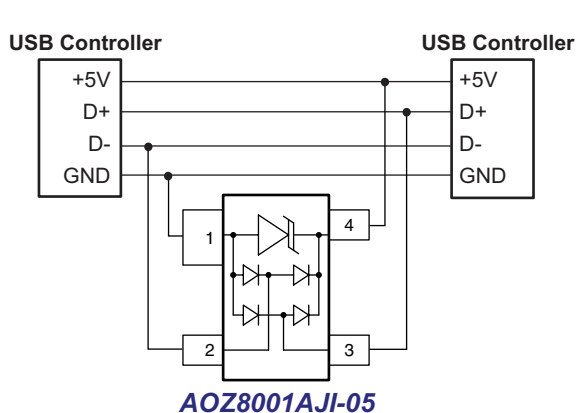 USB Controller USB Controller
+5V +5V
D+ D+
D- D-
GND GND
1 4
2 3
AOZ8001AJI-05